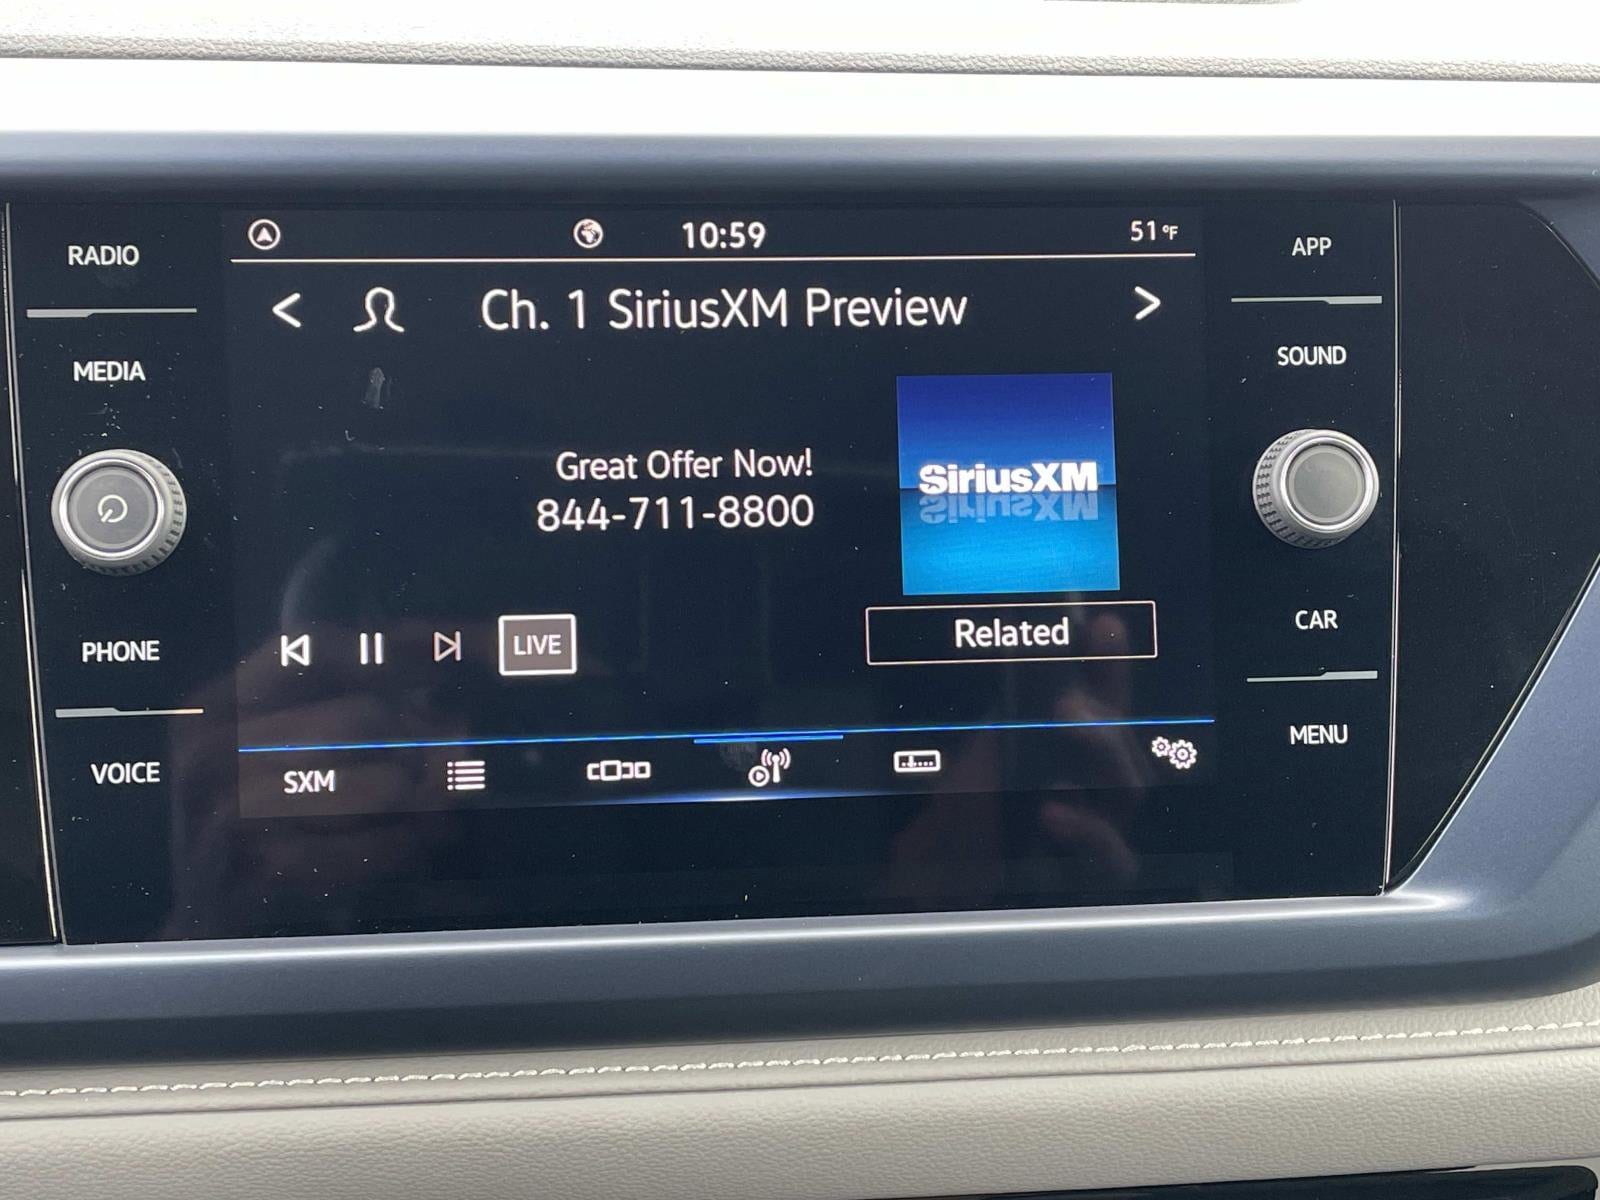 RADIO
MEDIA
PHONE
VOICE
10:59
51 °F
Ch. 1 SiriusXM Preview
Great Offer Now!
844-711-8800
SiriusXM
LIVE
Related
SXM
APP
SOUND
CAR
MENU